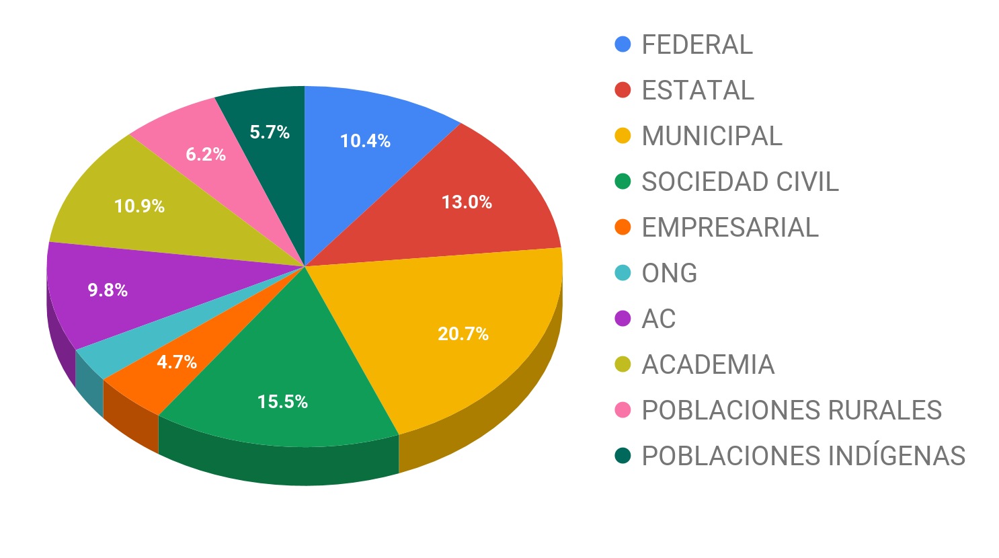 5.7%
10.4%
6.2%
13.0%
10.9%
9.8%
20.7%
4.7%
15.5%
FEDERAL
ESTATAL
MUNICIPAL
SOCIEDAD CIVIL
EMPRESARIAL
ONG
AC
ACADEMIA
POBLACIONES RURALES
POBLACIONES INDÍGENAS